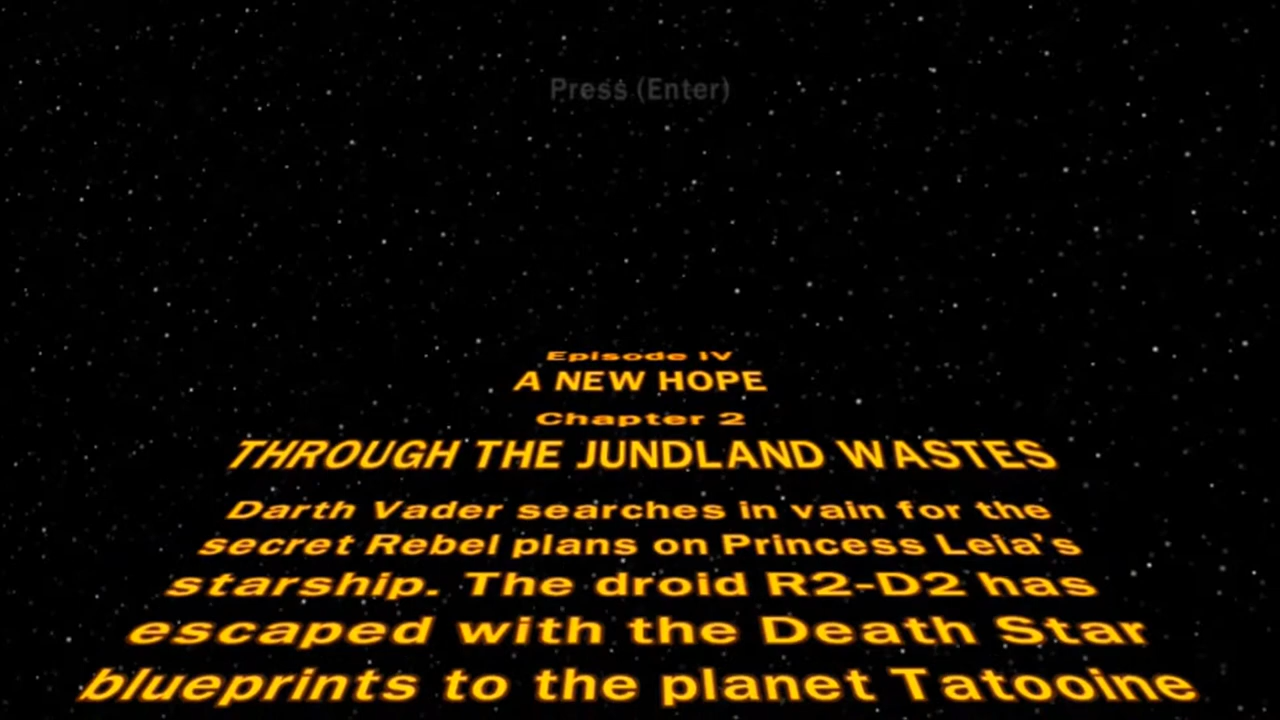 Press (Enter)
Episode IV
A NEW HOPE
Chapter 2
THROUGH THE JUNDLAND WASTES
Darth Vader searches in vain for the
secret Rebel plans on Princess Leia's
starship. The droid R2-D2 has
escaped with the Death Star
blueprints to the planet Tatooine